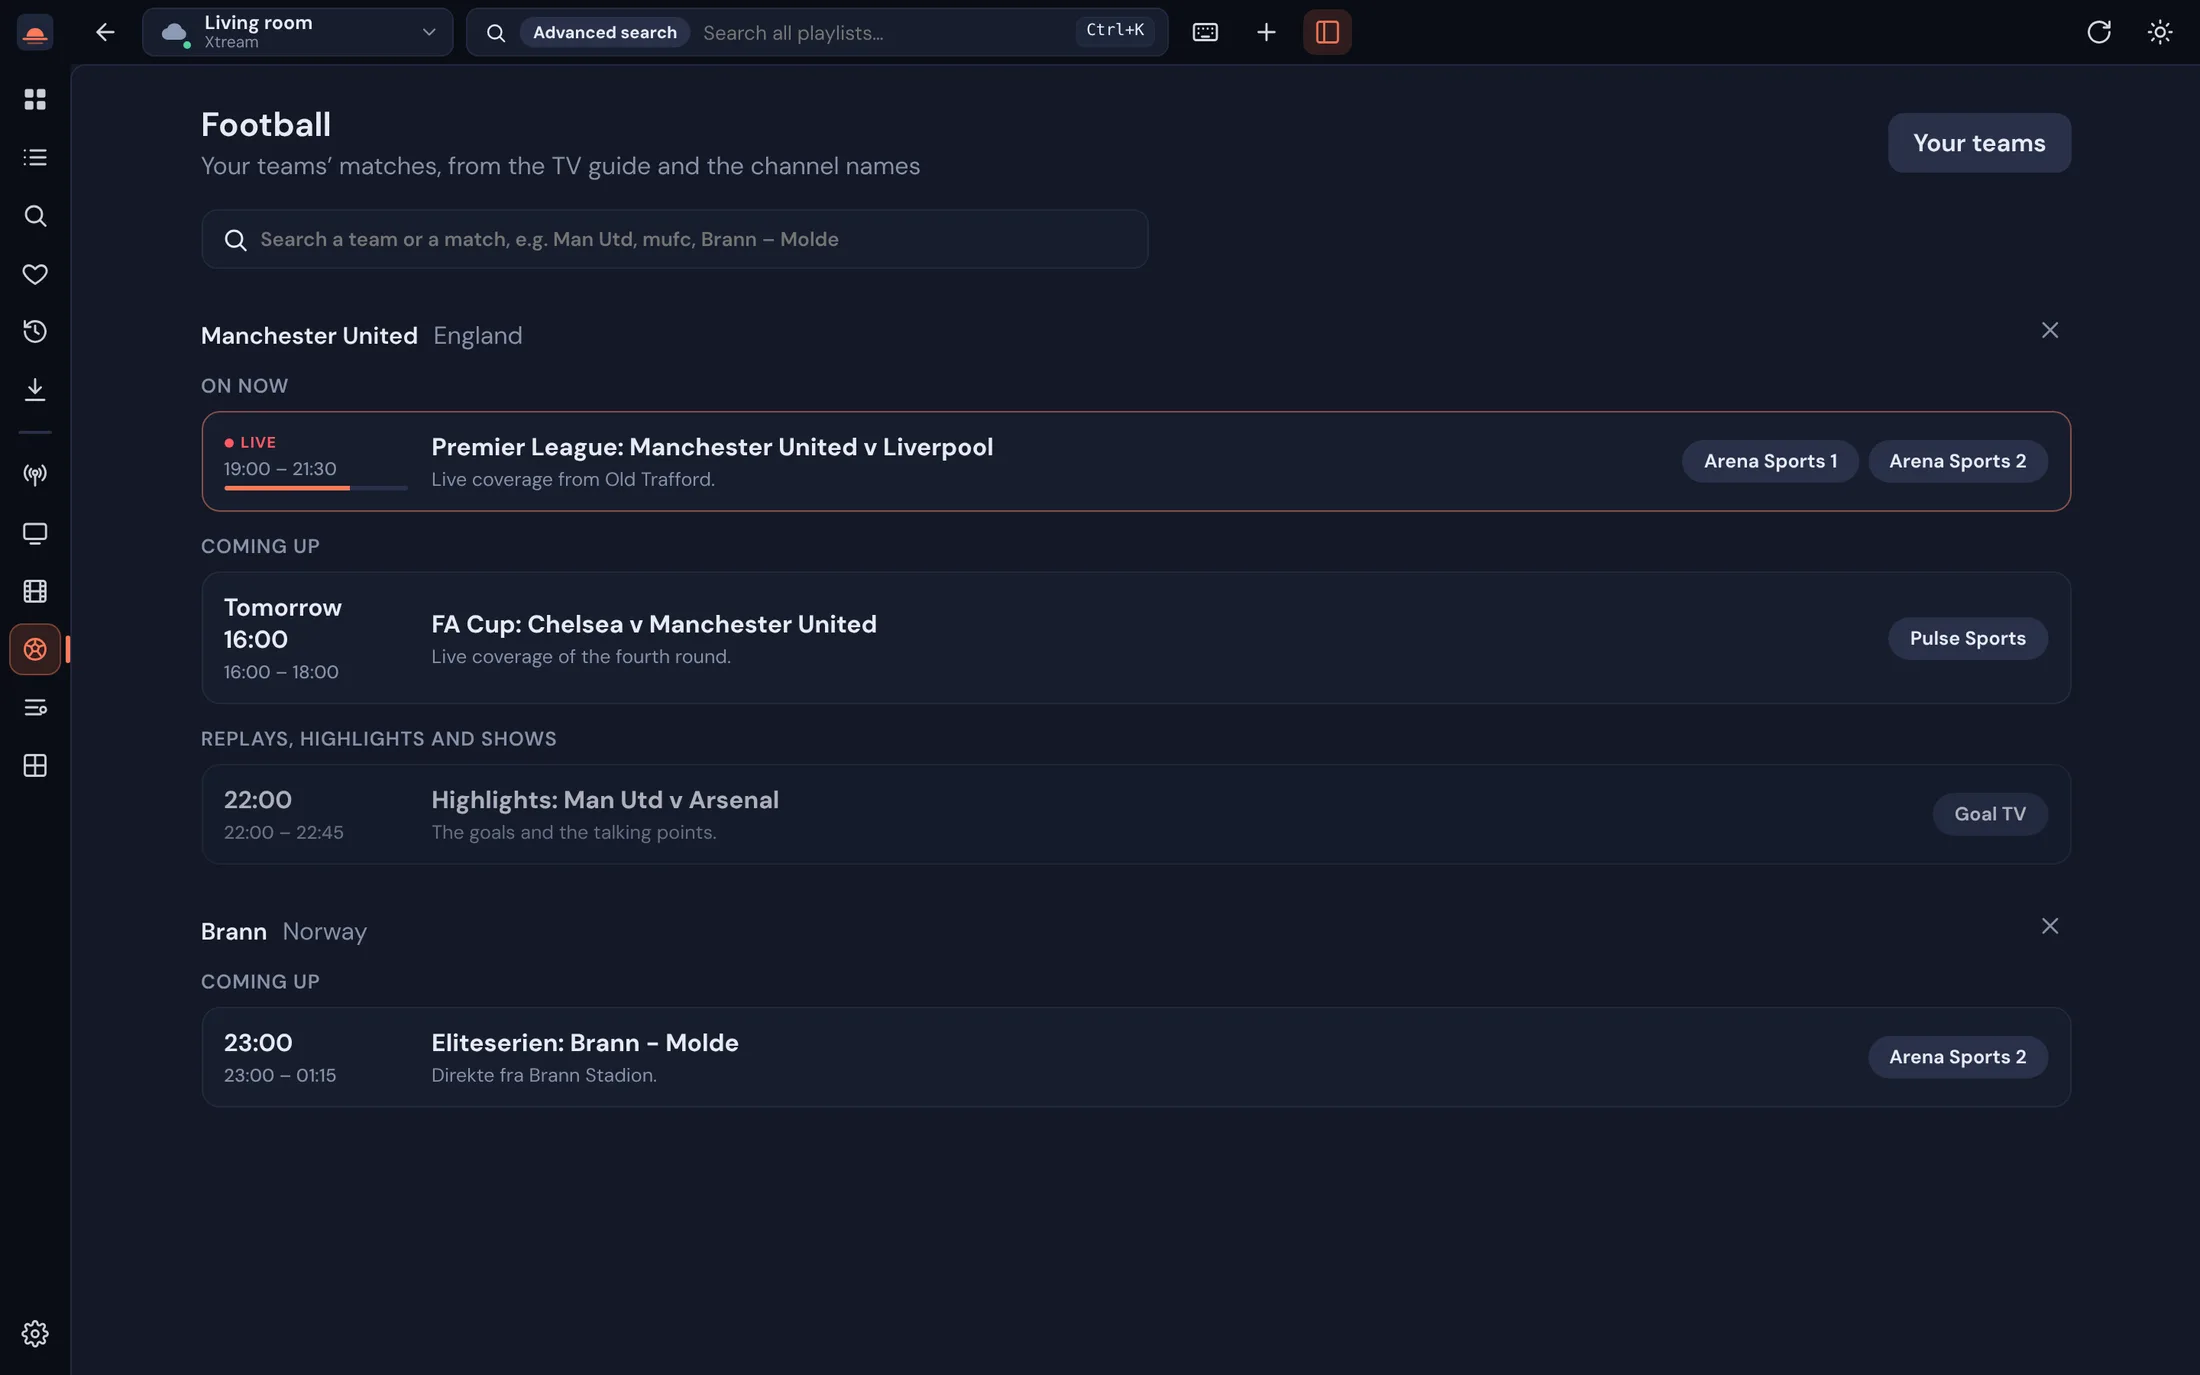 Living room
Xtream
Advanced search
Search all playlists...
Ctrl+K
Football
Your teams
Your teams’ matches, from the TV guide and the channel names
Search a team or a match, e.g. Man Utd, mufc, Brann – Molde
Manchester United England
ON NOW
LIVE
19:00 – 21:30
Premier League: Manchester United v Liverpool
Live coverage from Old Trafford.
Arena Sports 1
Arena Sports 2
COMING UP
Tomorrow
16:00
16:00 – 18:00
FA Cup: Chelsea v Manchester United
Live coverage of the fourth round.
Pulse Sports
REPLAYS, HIGHLIGHTS AND SHOWS
22:00
22:00 – 22:45
Highlights: Man Utd v Arsenal
The goals and the talking points.
Goal TV
Brann Norway
COMING UP
23:00
23:00 – 01:15
Eliteserien: Brann – Molde
Direkte fra Brann Stadion.
Arena Sports 2